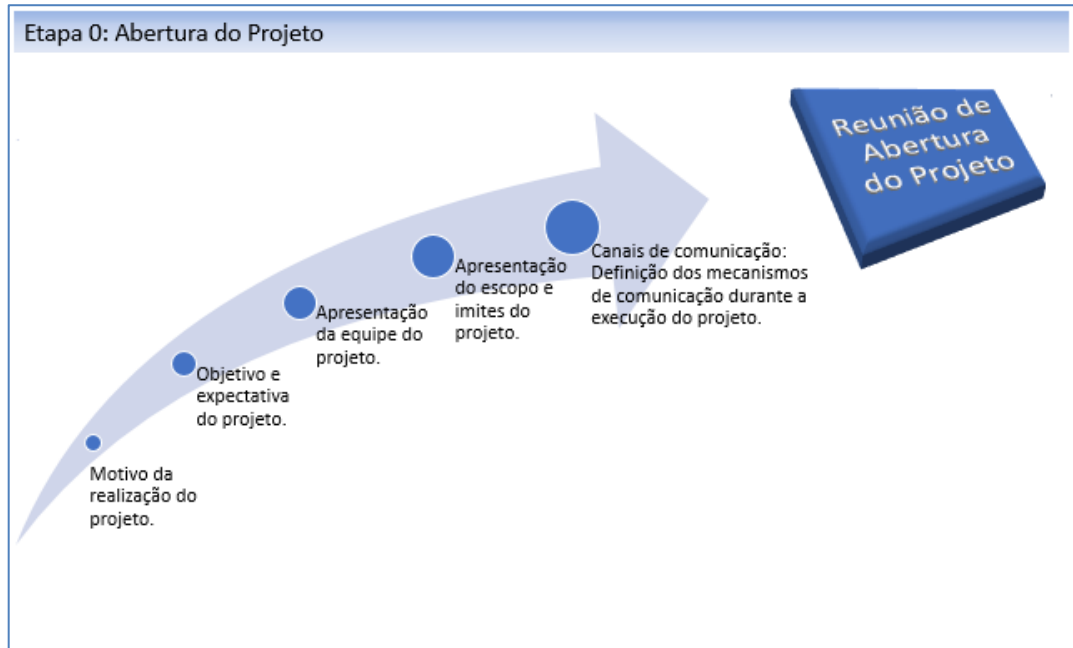 Etapa 0: Abertura do Projeto
Reunião de
Abertura
do Projeto
Motivo da
realização do
projeto.
Objetivo e
expectativa
do projeto.
Apresentação
da equipe do
projeto.
Apresentação
do escopo e
imites do
projeto.
Canais de comunicação:
Definição dos mecanismos
de comunicação durante a
execução do projeto.